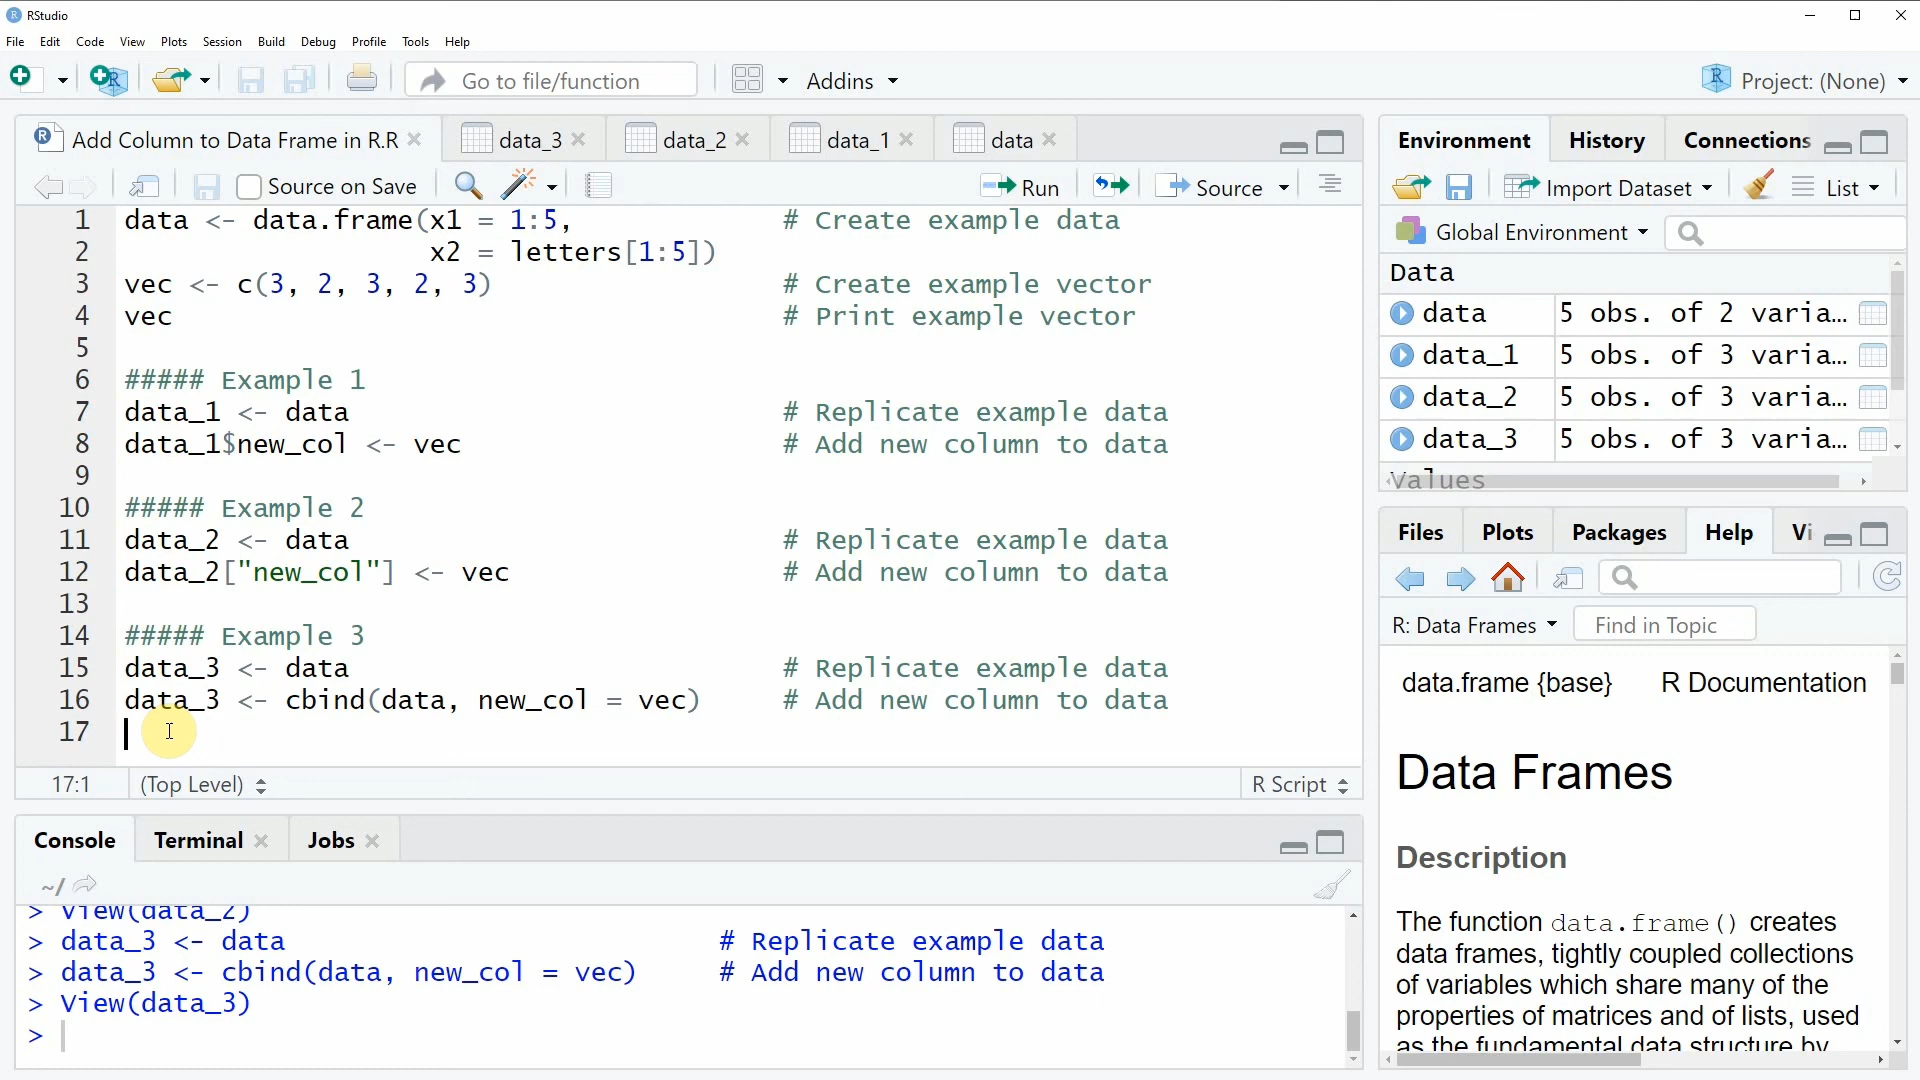 RStudio
File Edit Code View Plots Session Build Debug Profile Tools Help
Go to file/function Addins Project: (None)
Add Column to Data Frame in R.R data_3 data_2 data_1 data
Source on Save Run Source
1 data <- data.frame(x1 = 1:5, # Create example data
2 x2 = letters[1:5])
3 vec <- c(3, 2, 3, 2, 3) # Create example vector
4 vec # Print example vector
5
6 ##### Example 1
7 data_1 <- data # Replicate example data
8 data_1$new_col <- vec # Add new column to data
9
10 ##### Example 2
11 data_2 <- data # Replicate example data
12 data_2["new_col"] <- vec # Add new column to data
13
14 ##### Example 3
15 data_3 <- data # Replicate example data
16 data_3 <- cbind(data, new_col = vec) # Add new column to data
17
17:1 (Top Level) R Script
Console Terminal Jobs
~/
> View(data_2)
> data_3 <- data # Replicate example data
> data_3 <- cbind(data, new_col = vec) # Add new column to data
> View(data_3)
>
Environment History Connections
Import Dataset List
Global Environment
Data
data 5 obs. of 2 varia…
data_1 5 obs. of 3 varia…
data_2 5 obs. of 3 varia…
data_3 5 obs. of 3 varia…
Values
Files Plots Packages Help Vi
R: Data Frames Find in Topic
data.frame {base} R Documentation
Data Frames
Description
The function data.frame() creates
data frames, tightly coupled collections
of variables which share many of the
properties of matrices and of lists, used
as the fundamental data structure by